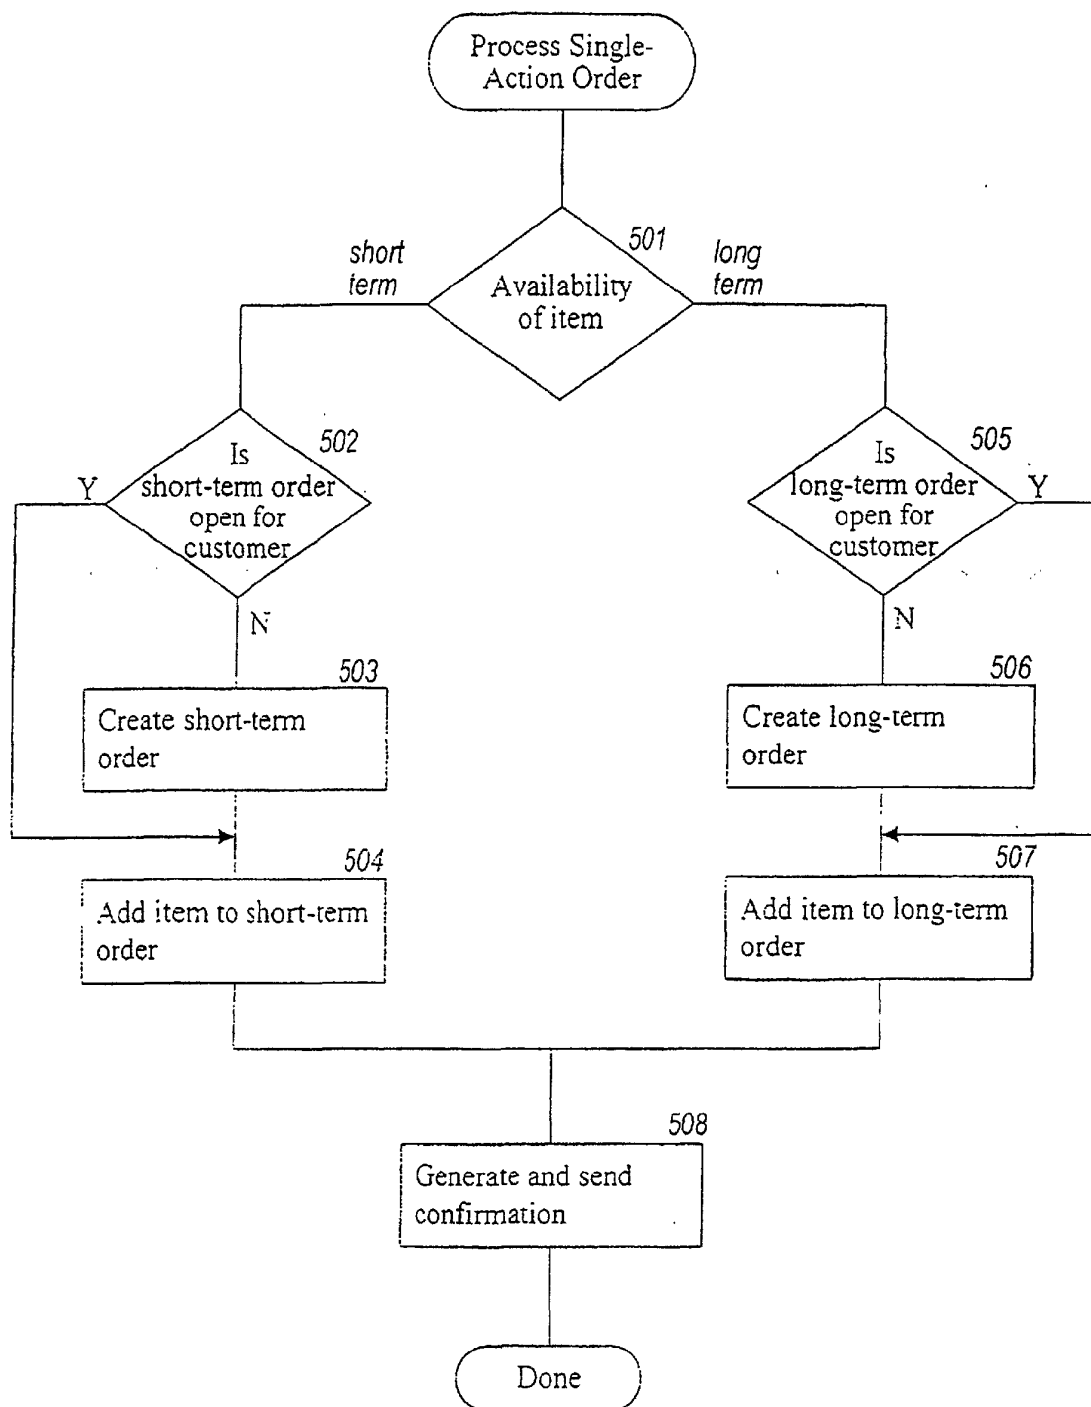 Process Single-
Action Order
501
short
term
long
term
Availability
of item
502
Is
short-term order
open for
customer
Y
N
505
Is
long-term order
open for
customer
Y
N
503
Create short-term
order
506
Create long-term
order
504
Add item to short-term
order
507
Add item to long-term
order
508
Generate and send
confirmation
Done